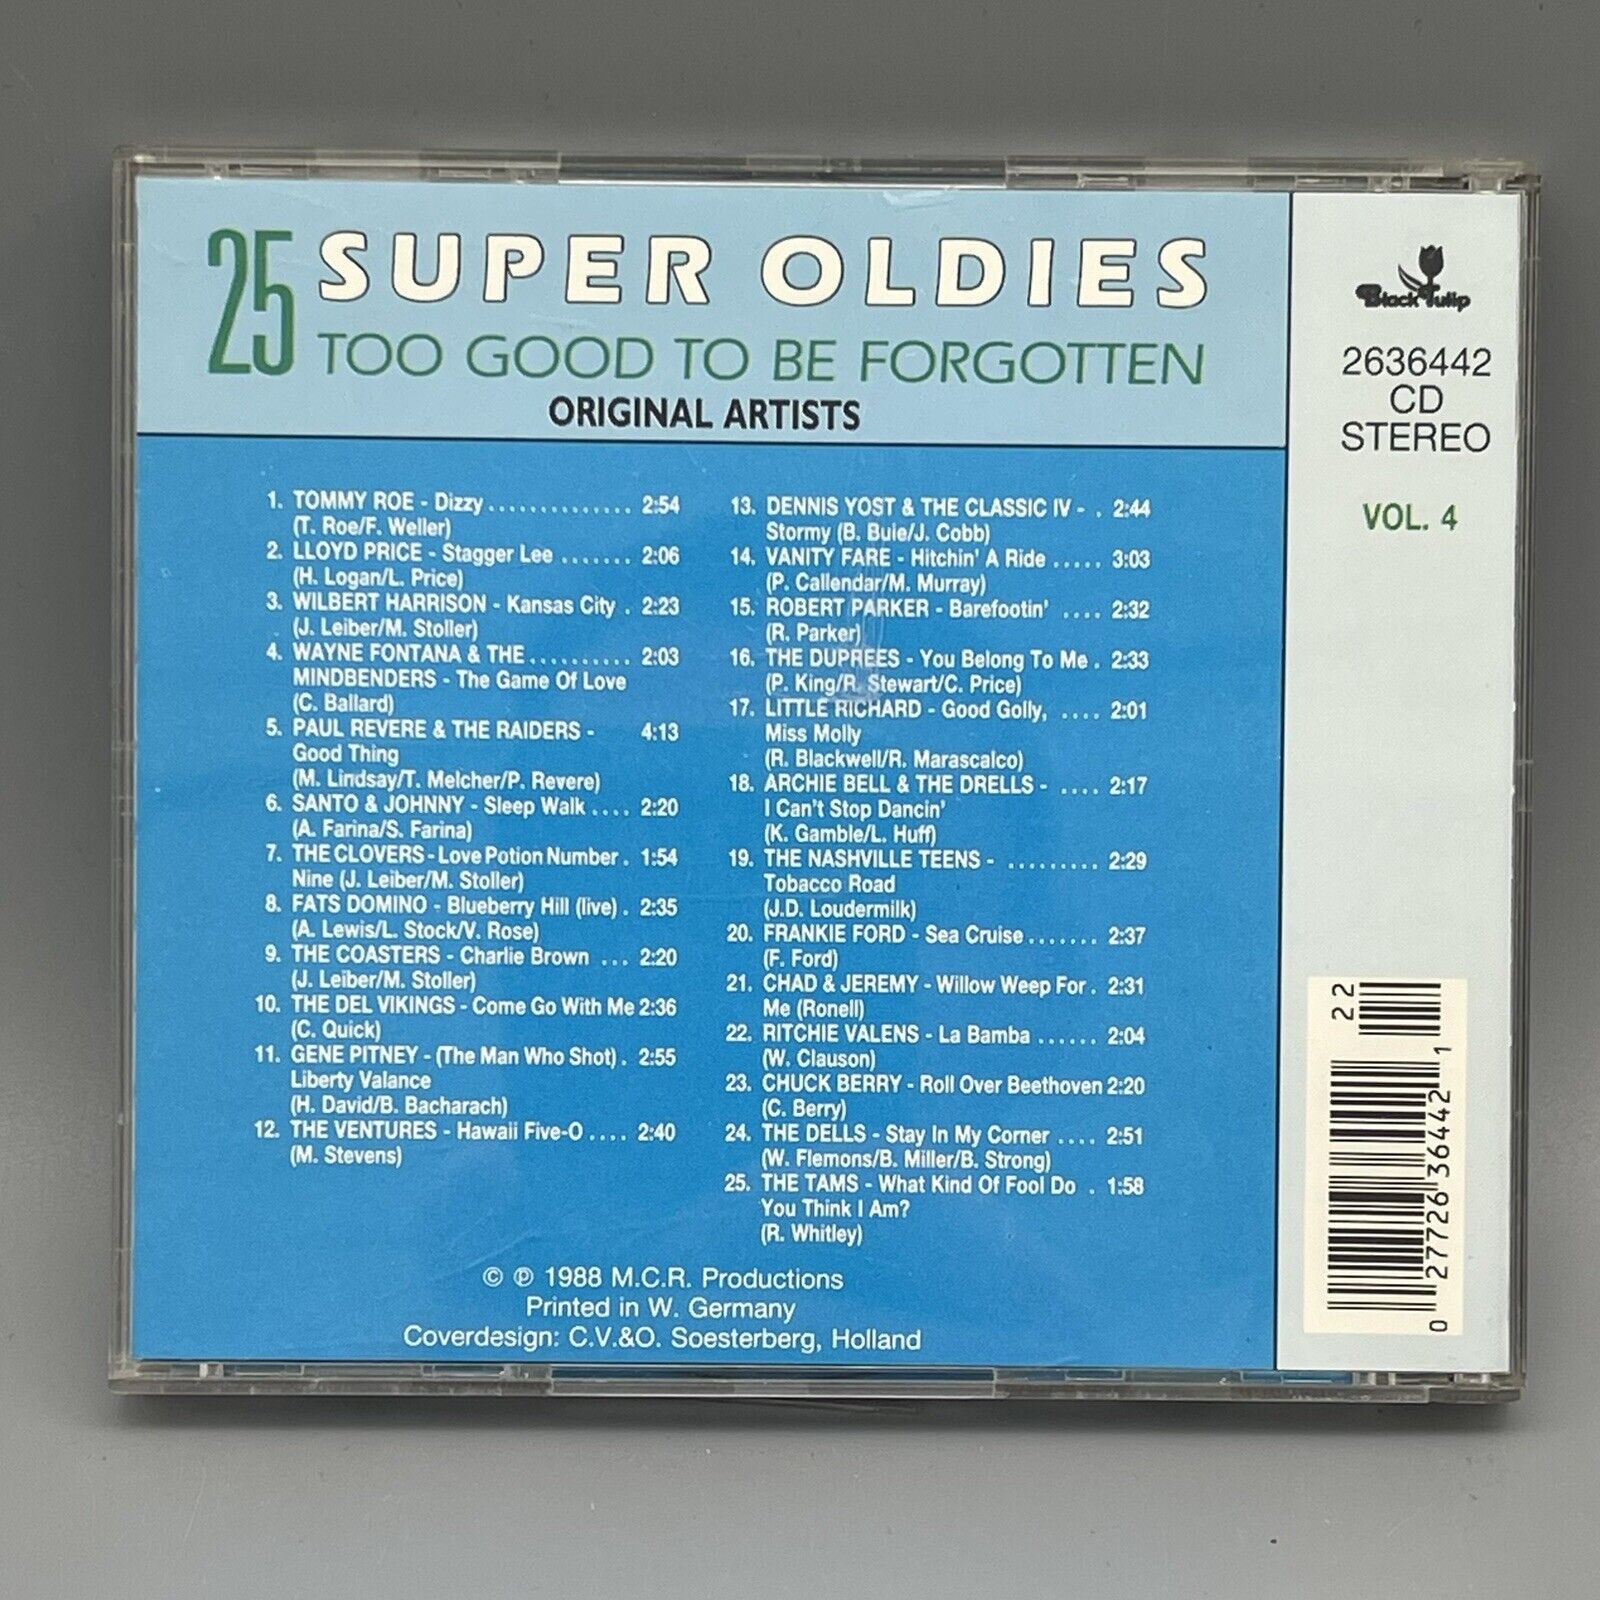 25 SUPER OLDIES
TOO GOOD TO BE FORGOTTEN
ORIGINAL ARTISTS
1. TOMMY ROE - Dizzy .............. 2:54
(T. Roe/F. Weller)
2. LLOYD PRICE - Stagger Lee ....... 2:06
(H. Logan/L. Price)
3. WILBERT HARRISON - Kansas City . 2:23
(J. Leiber/M. Stoller)
4. WAYNE FONTANA & THE .......... 2:03
MINDBENDERS - The Game Of Love
(C. Ballard)
5. PAUL REVERE & THE RAIDERS - 4:13
Good Thing
(M. Lindsay/T. Melcher/P. Revere)
6. SANTO & JOHNNY - Sleep Walk .... 2:20
(A. Farina/S. Farina)
7. THE CLOVERS - Love Potion Number . 1:54
Nine (J. Leiber/M. Stoller)
8. FATS DOMINO - Blueberry Hill (live) . 2:35
(A. Lewis/L. Stock/V. Rose)
9. THE COASTERS - Charlie Brown ... 2:20
(J. Leiber/M. Stoller)
10. THE DEL VIKINGS - Come Go With Me 2:36
(C. Quick)
11. GENE PITNEY - (The Man Who Shot) . 2:55
Liberty Valance
(H. David/B. Bacharach)
12. THE VENTURES - Hawaii Five-O .... 2:40
(M. Stevens)
13. DENNIS YOST & THE CLASSIC IV - . 2:44
Stormy (B. Buie/J. Cobb)
14. VANITY FARE - Hitchin' A Ride ..... 3:03
(P. Callendar/M. Murray)
15. ROBERT PARKER - Barefootin' .... 2:32
(R. Parker)
16. THE DUPREES - You Belong To Me . 2:33
(P. King/R. Stewart/C. Price)
17. LITTLE RICHARD - Good Golly, .... 2:01
Miss Molly
(R. Blackwell/R. Marascalco)
18. ARCHIE BELL & THE DRELLS - .... 2:17
I Can't Stop Dancin'
(K. Gamble/L. Huff)
19. THE NASHVILLE TEENS - ......... 2:29
Tobacco Road
(J.D. Loudermilk)
20. FRANKIE FORD - Sea Cruise ....... 2:37
(F. Ford)
21. CHAD & JEREMY - Willow Weep For . 2:31
Me (Ronell)
22. RITCHIE VALENS - La Bamba ...... 2:04
(W. Clauson)
23. CHUCK BERRY - Roll Over Beethoven 2:20
(C. Berry)
24. THE DELLS - Stay In My Corner .... 2:51
(W. Flemons/B. Miller/B. Strong)
25. THE TAMS - What Kind Of Fool Do . 1:58
You Think I Am?
(R. Whitley)
© ℗ 1988 M.C.R. Productions
Printed in W. Germany
Coverdesign: C.V.&O. Soesterberg, Holland
Black Tulip
2636442
CD
STEREO
VOL. 4
22
0 27726 36442 1